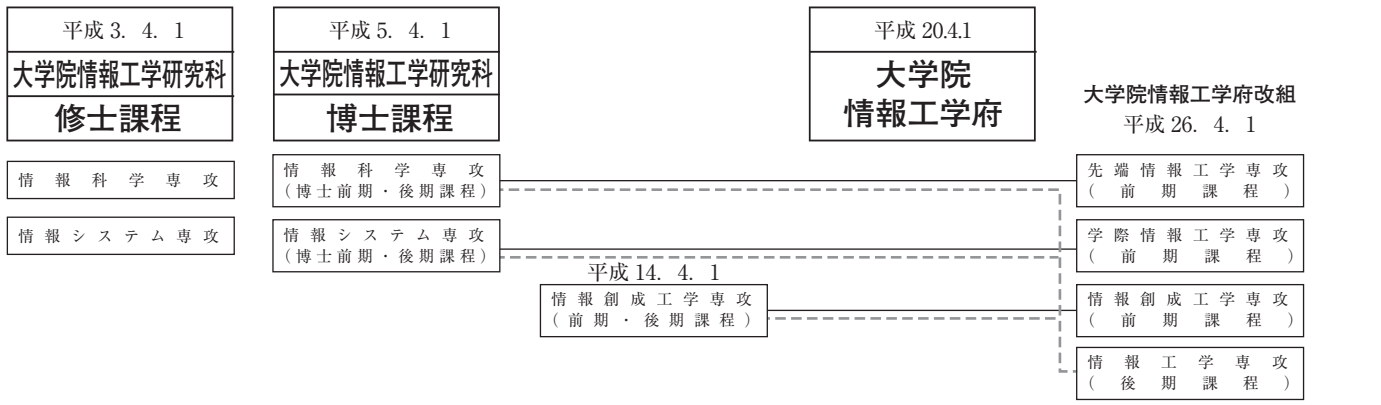 平成 3. 4. 1
大学院情報工学研究科
修士課程
情報科学専攻
情報システム専攻
平成 5. 4. 1
大学院情報工学研究科
博士課程
情報科学専攻
(博士前期・後期課程)
情報システム専攻
(博士前期・後期課程)
平成 14. 4. 1
情報創成工学専攻
(前期・後期課程)
平成 20.4.1
大学院
情報工学府
大学院情報工学府改組
平成 26. 4. 1
先端情報工学専攻
(前期課程)
学際情報工学専攻
(前期課程)
情報創成工学専攻
(前期課程)
情報工学専攻
(後期課程)